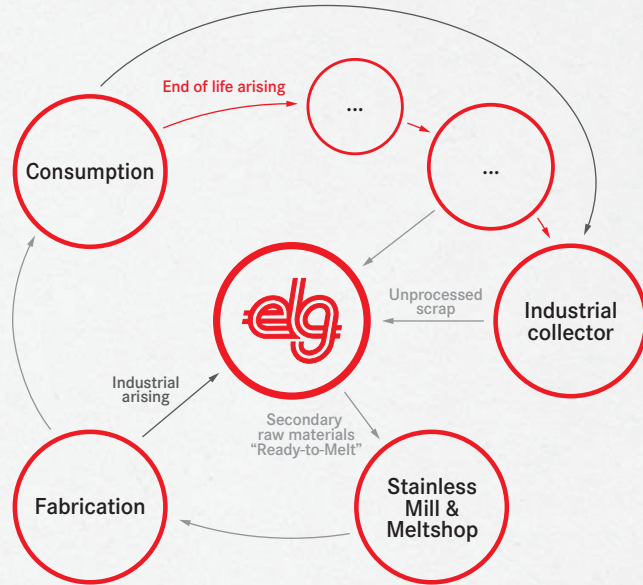 End of life arising
...
Consumption
...
elg
Unprocessed
scrap
Industrial
collector
Industrial
arising
Secondary
raw materials
“Ready-to-Melt”
Fabrication
Stainless
Mill &
Meltshop